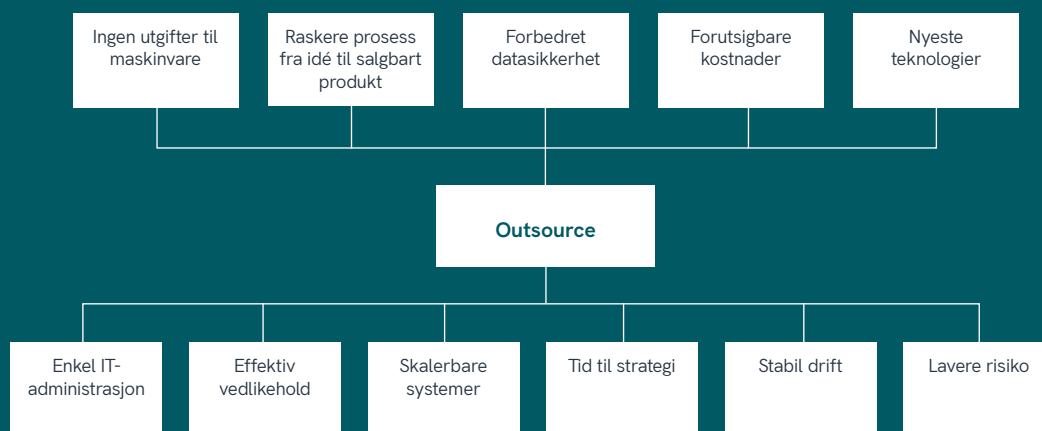 Ingen utgifter til
maskinvare
Raskere prosess
fra idé til salgbart
produkt
Forbedret
datasikkerhet
Forutsigbare
kostnader
Nyeste
teknologier
Outsource
Enkel IT-
administrasjon
Effektiv
vedlikehold
Skalerbare
systemer
Tid til strategi
Stabil drift
Lavere risiko